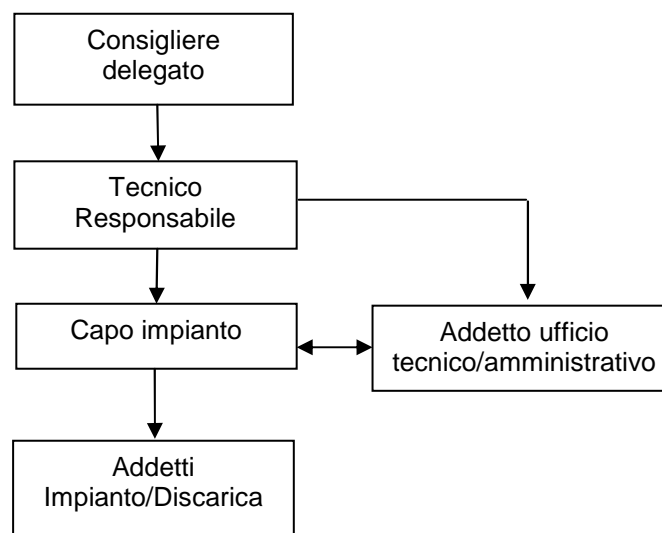 Consigliere
delegato
Tecnico
Responsabile
Capo impianto
Addetto ufficio
tecnico/amministrativo
Addetti
Impianto/Discarica